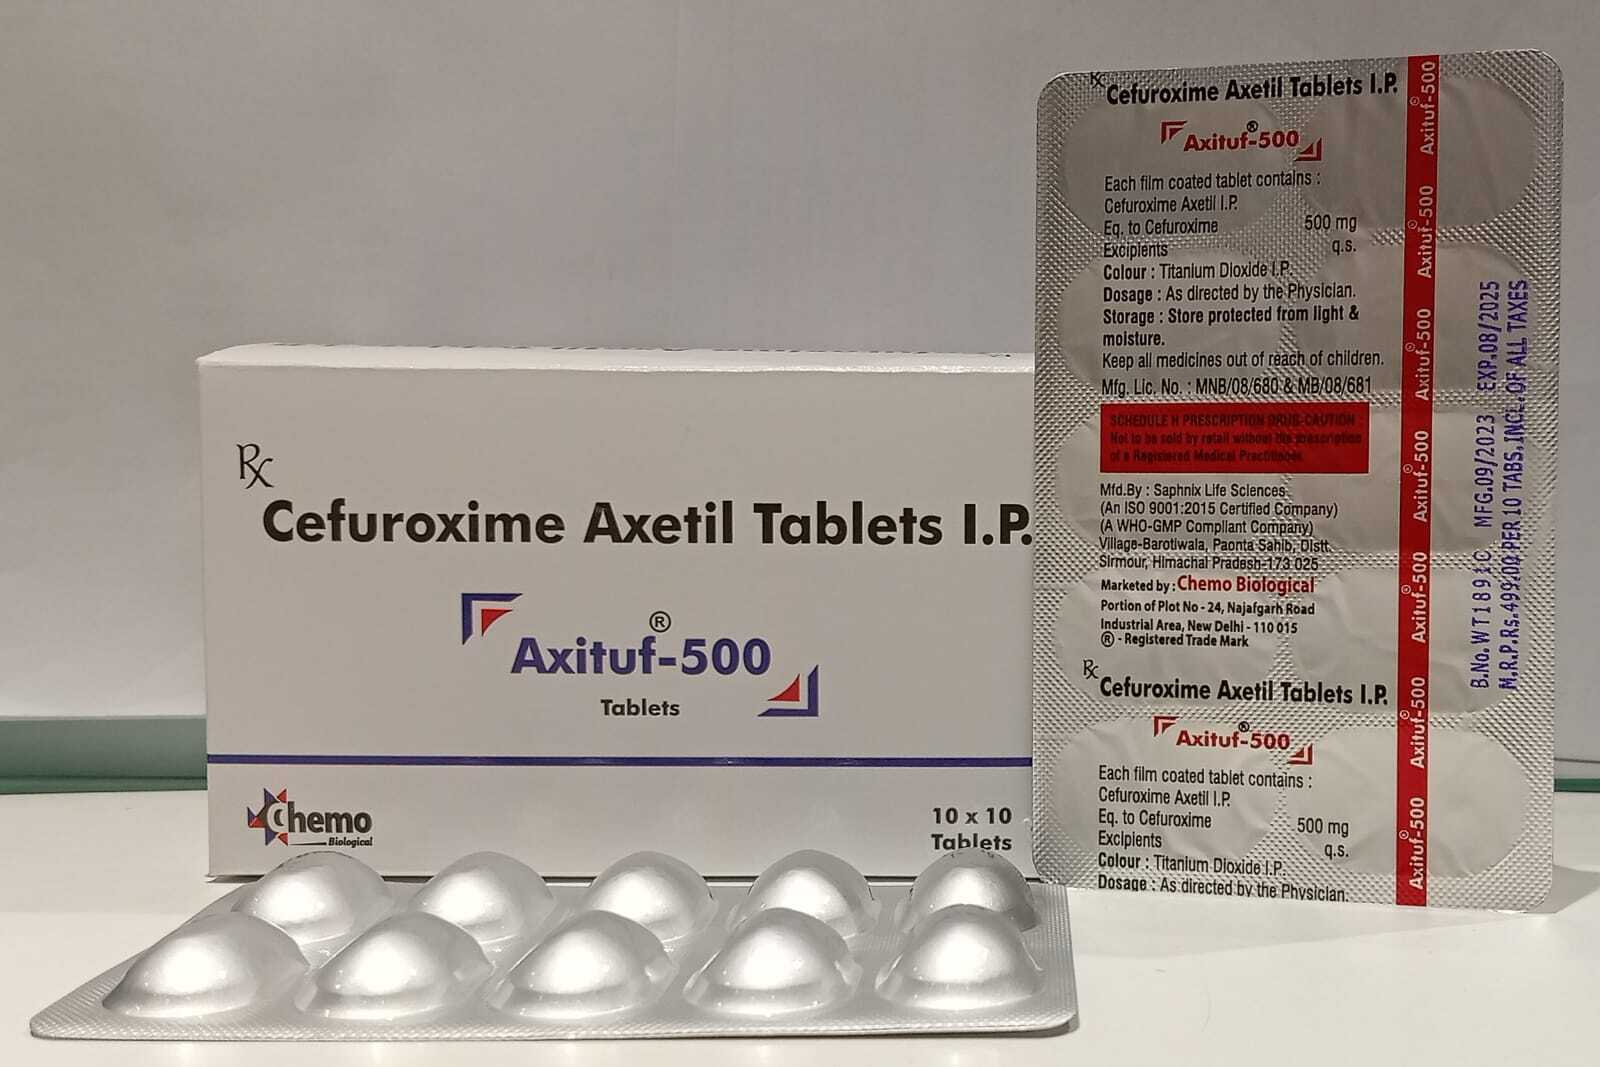 Rx
Cefuroxime Axetil Tablets I.P.
Axituf®-500
Tablets
Chemo
Biological
10 x 10
Tablets
Rx
Cefuroxime Axetil Tablets I.P.
Axituf®-500
Each film coated tablet contains :
Cefuroxime Axetil I.P.
Eq. to Cefuroxime 500 mg
Excipients q.s.
Colour : Titanium Dioxide I.P.
Dosage : As directed by the Physician.
Storage : Store protected from light &
moisture.
Keep all medicines out of reach of children.
Mfg. Lic. No. : MNB/08/680 & MB/08/681
SCHEDULE H PRESCRIPTION DRUG-CAUTION :
Not to be sold by retail without the prescription
of a Registered Medical Practitioner.
Mfd.By : Saphnix Life Sciences
(An ISO 9001:2015 Certified Company)
(A WHO-GMP Compliant Company)
Village-Barotiwala, Paonta Sahib, Distt.
Sirmour, Himachal Pradesh-173 025
Marketed by : Chemo Biological
Portion of Plot No - 24, Najafgarh Road
Industrial Area, New Delhi - 110 015
® - Registered Trade Mark
Rx
Cefuroxime Axetil Tablets I.P.
Axituf®-500
Each film coated tablet contains :
Cefuroxime Axetil I.P.
Eq. to Cefuroxime 500 mg
Excipients q.s.
Colour : Titanium Dioxide I.P.
Dosage : As directed by the Physician.
Axituf®-500 Axituf®-500 Axituf®-500 Axituf®-500 Axituf®-500 Axituf®-500 Axituf®-500
B.No.WT1891C MFG.09/2023 EXP.08/2025
M.R.P.Rs.499.00 PER 10 TABS.INCL.OF ALL TAXES